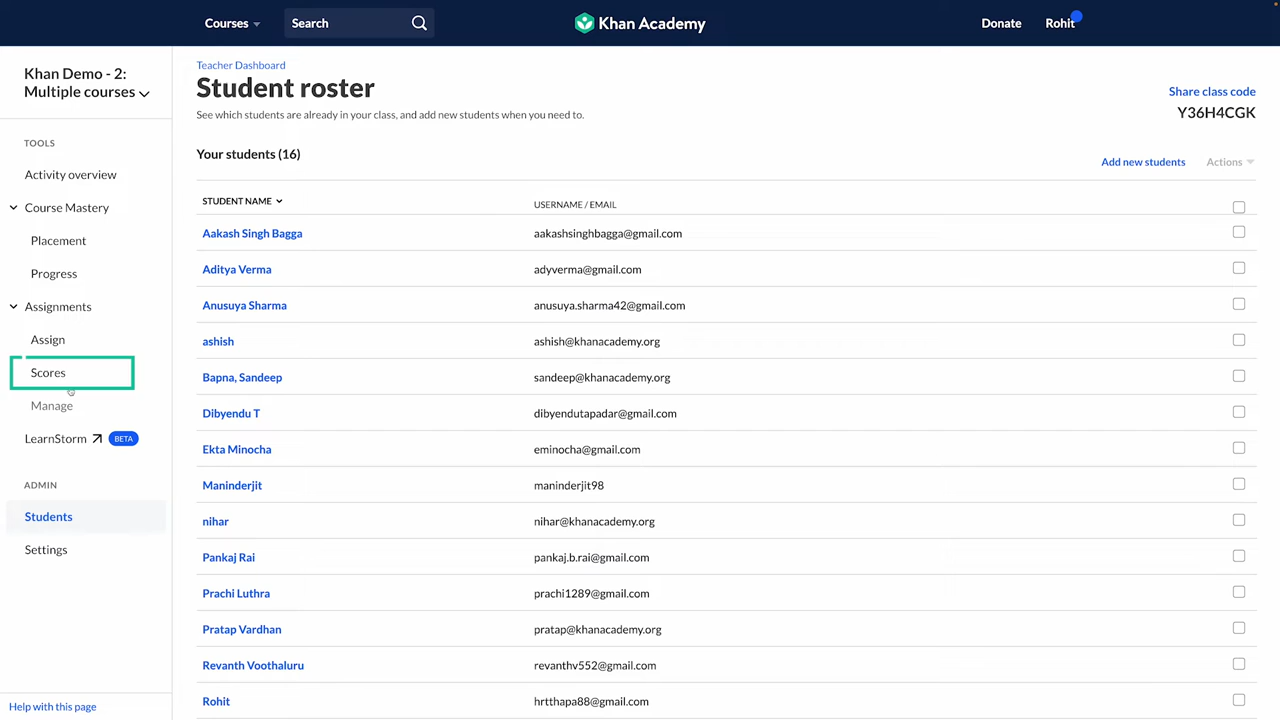 Courses
Search
Khan Academy
Donate
Rohit
Khan Demo - 2:
Multiple courses
TOOLS
Activity overview
Course Mastery
Placement
Progress
Assignments
Assign
Scores
Manage
LearnStorm BETA
ADMIN
Students
Settings
Help with this page
Teacher Dashboard
Student roster
See which students are already in your class, and add new students when you need to.
Share class code
Y36H4CGK
Your students (16)
Add new students
Actions
STUDENT NAME USERNAME / EMAIL
Aakash Singh Bagga aakashsinghbagga@gmail.com
Aditya Verma adyverma@gmail.com
Anusuya Sharma anusuya.sharma42@gmail.com
ashish ashish@khanacademy.org
Bapna, Sandeep sandeep@khanacademy.org
Dibyendu T dibyendutapadar@gmail.com
Ekta Minocha eminocha@gmail.com
Maninderjit maninderjit98
nihar nihar@khanacademy.org
Pankaj Rai pankaj.b.rai@gmail.com
Prachi Luthra prachi1289@gmail.com
Pratap Vardhan pratap@khanacademy.org
Revanth Voothaluru revanthv552@gmail.com
Rohit hrtthapa88@gmail.com